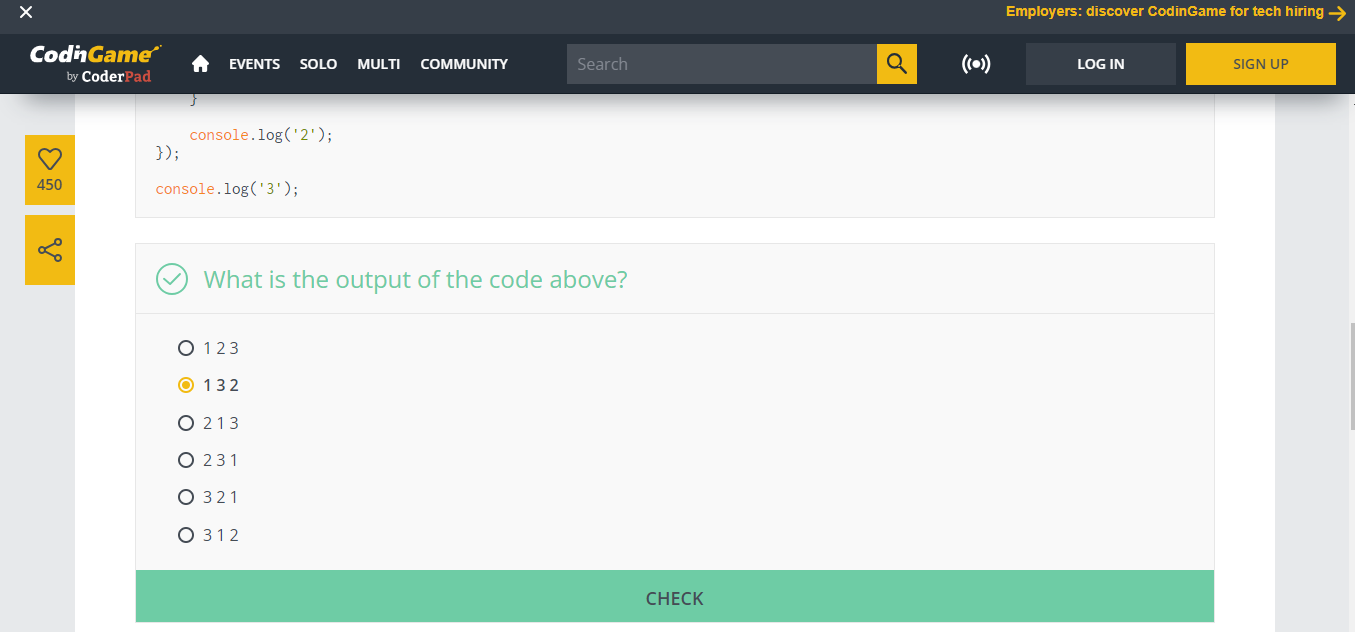 Employers: discover CodinGame for tech hiring
CodinGame
by CoderPad
EVENTS SOLO MULTI COMMUNITY
Search
LOG IN
SIGN UP
}
console.log('2');
});
console.log('3');
450
What is the output of the code above?
1 2 3
1 3 2
2 1 3
2 3 1
3 2 1
3 1 2
CHECK